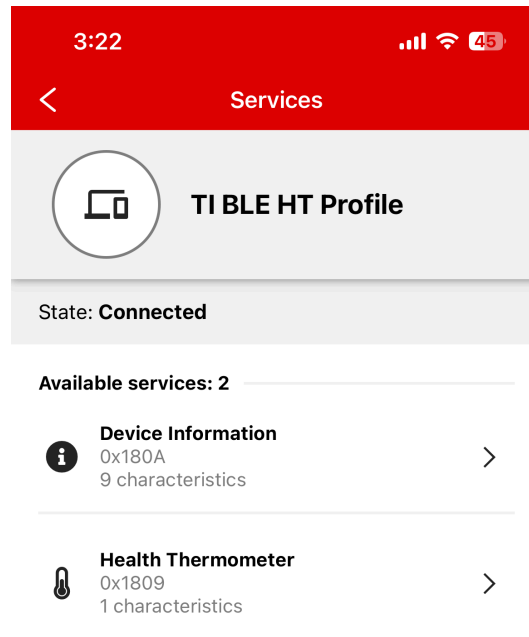 3:22
45
Services
TI BLE HT Profile
State: Connected
Available services: 2
Device Information
0x180A
9 characteristics
Health Thermometer
0x1809
1 characteristics